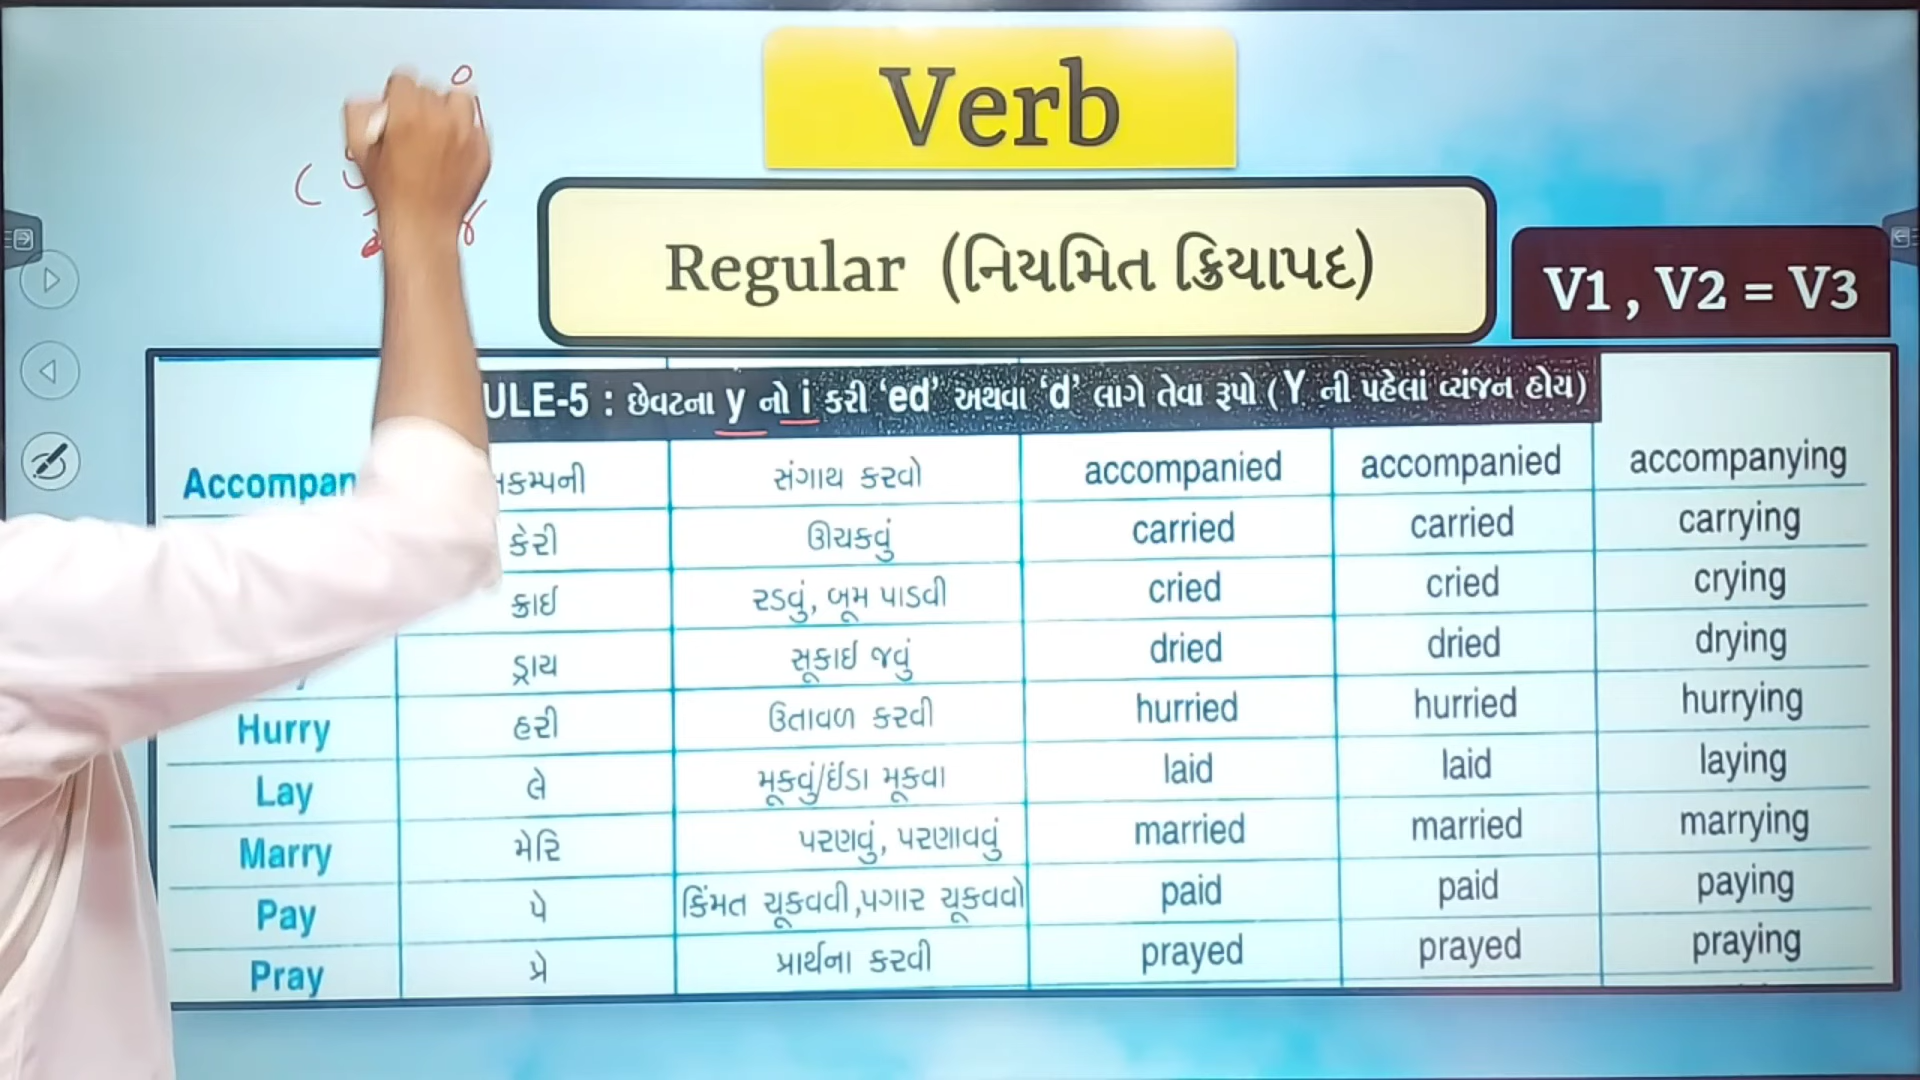 Verb
Regular (નિયમિત ક્રિયાપદ)
V1 , V2 = V3
ULE-5 : છેવટના y નો i કરી ‘ed’ અથવા ‘d’ લાગે તેવા રૂપો (Y ની પહેલાં વ્યંજન હોય)
Accompan કમ્પની સંગાથ કરવો accompanied accompanied accompanying
કેરી ઊચકવું carried carried carrying
ક્રાઈ રડવું, બૂમ પાડવી cried cried crying
ડ્રાય સૂકાઈ જવું dried dried drying
Hurry હરી ઉતાવળ કરવી hurried hurried hurrying
Lay લે મૂકવું/ઈંડા મૂકવા laid laid laying
Marry મેરિ પરણવું, પરણાવવું married married marrying
Pay પે કિંમત ચૂકવવી,પગાર ચૂકવવો paid paid paying
Pray પ્રે પ્રાર્થના કરવી prayed prayed praying